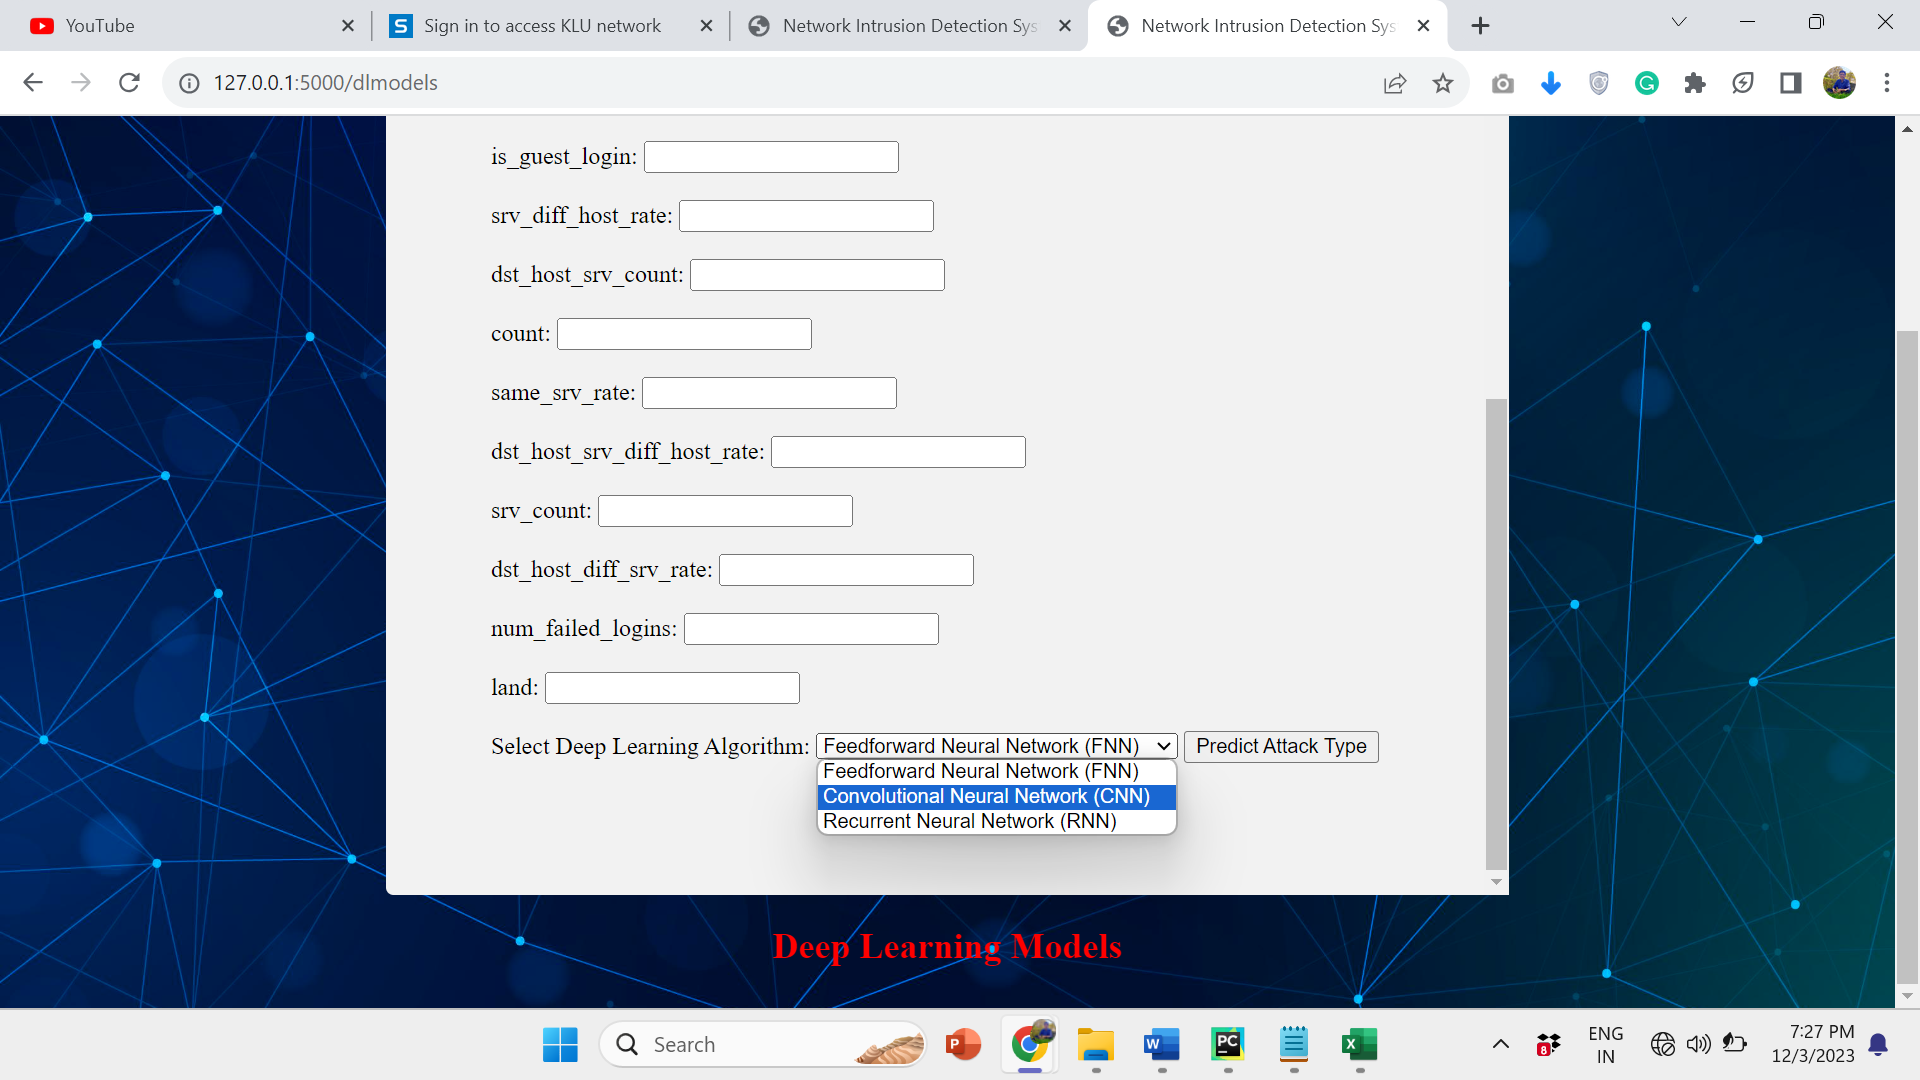 YouTube
Sign in to access KLU network
Network Intrusion Detection Sys
Network Intrusion Detection Sys
127.0.0.1:5000/dlmodels
is_guest_login:
srv_diff_host_rate:
dst_host_srv_count:
count:
same_srv_rate:
dst_host_srv_diff_host_rate:
srv_count:
dst_host_diff_srv_rate:
num_failed_logins:
land:
Select Deep Learning Algorithm: Feedforward Neural Network (FNN) Predict Attack Type
Feedforward Neural Network (FNN)
Convolutional Neural Network (CNN)
Recurrent Neural Network (RNN)
Deep Learning Models
Search
ENG
IN
7:27 PM
12/3/2023